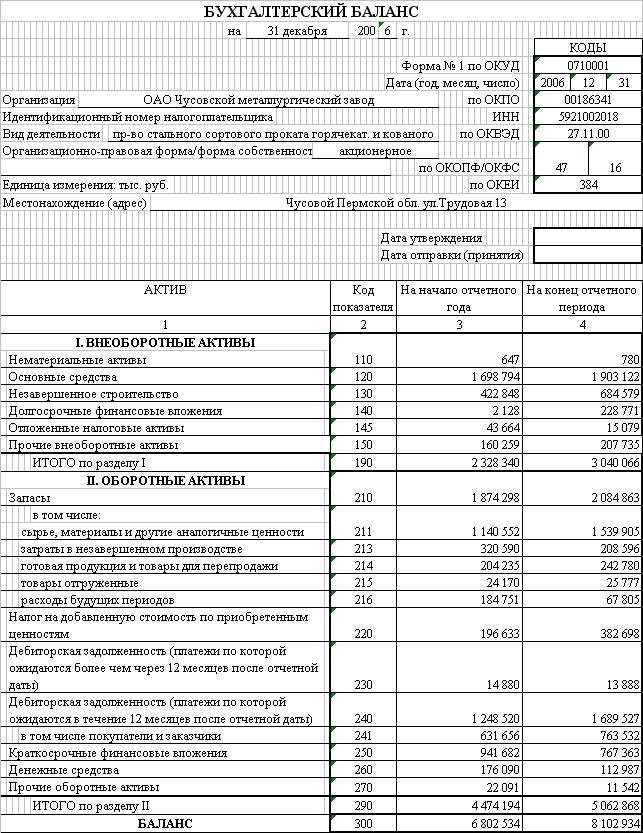 БУХГАЛТЕРСКИЙ БАЛАНС
на 31 декабря 200 6 г.
КОДЫ
Форма № 1 по ОКУД 0710001
Дата (год, месяц, число) 2006 12 31
Организация ОАО Чусовской металлургический завод по ОКПО 00186341
Идентификационный номер налогоплательщика ИНН 5921002018
Вид деятельности пр-во стального сортового проката горячекат. и кованого по ОКВЭД 27.11.00
Организационно-правовая форма/форма собственност акционерное
по ОКОПФ/ОКФС 47 16
Единица измерения: тыс. руб. по ОКЕИ 384
Местонахождение (адрес) Чусовой Пермской обл. ул.Трудовая 13
Дата утверждения
Дата отправки (принятия)
АКТИВ Код показателя На начало отчетного года На конец отчетного периода
1 2 3 4
I. ВНЕОБОРОТНЫЕ АКТИВЫ
Нематериальные активы 110 647 780
Основные средства 120 1 698 794 1 903 122
Незавершенное строительство 130 422 848 684 579
Долгосрочные финансовые вложения 140 2 128 228 771
Отложенные налоговые активы 145 43 664 15 079
Прочие внеоборотные активы 150 160 259 207 735
ИТОГО по разделу I 190 2 328 340 3 040 066
II. ОБОРОТНЫЕ АКТИВЫ
Запасы 210 1 874 298 2 084 863
в том числе:
сырье, материалы и другие аналогичные ценности 211 1 140 552 1 539 905
затраты в незавершенном производстве 213 320 590 208 596
готовая продукция и товары для перепродажи 214 204 235 242 780
товары отгруженные 215 24 170 25 777
расходы будущих периодов 216 184 751 67 805
Налог на добавленную стоимость по приобретенным
ценностям 220 196 633 382 698
Дебиторская задолженность (платежи по которой
ожидаются более чем через 12 месяцев после отчетной
даты) 230 14 880 13 888
Дебиторская задолженность (платежи по которой
ожидаются в течение 12 месяцев после отчетной даты) 240 1 248 520 1 689 527
в том числе покупатели и заказчики 241 631 656 763 532
Краткосрочные финансовые вложения 250 941 682 767 363
Денежные средства 260 176 090 112 987
Прочие оборотные активы 270 22 091 11 542
ИТОГО по разделу II 290 4 474 194 5 062 868
БАЛАНС 300 6 802 534 8 102 934